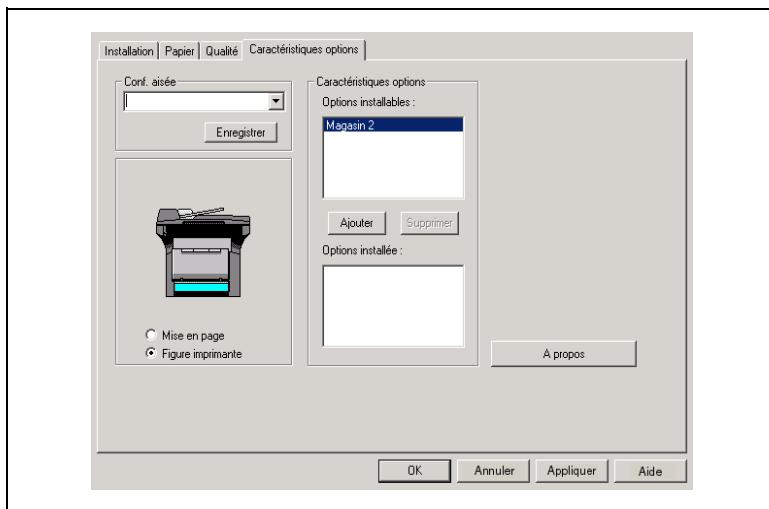 Installation Papier Qualité Caractéristiques options
Conf. aisée
Enregistrer
Mise en page
Figure imprimante
Caractéristiques options
Options installables :
Magasin 2
Ajouter Supprimer
Options installée :
A propos
OK Annuler Appliquer Aide